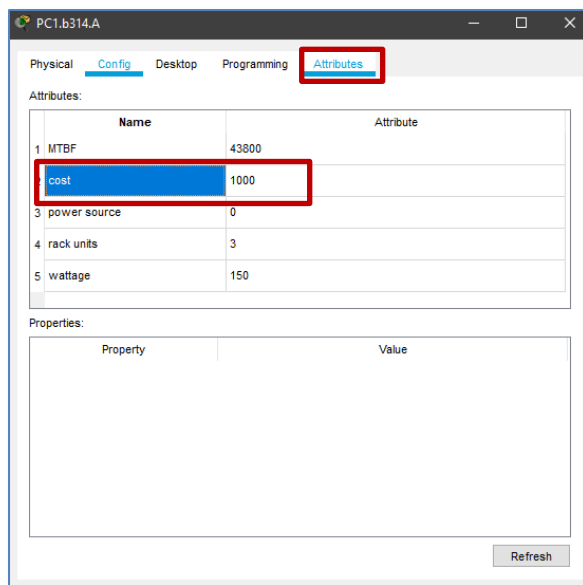 PC1.b314.A
Physical Config Desktop Programming Attributes
Attributes:
Name Attribute
1 MTBF 43800
cost 1000
3 power source 0
4 rack units 3
5 wattage 150
Properties:
Property Value
Refresh